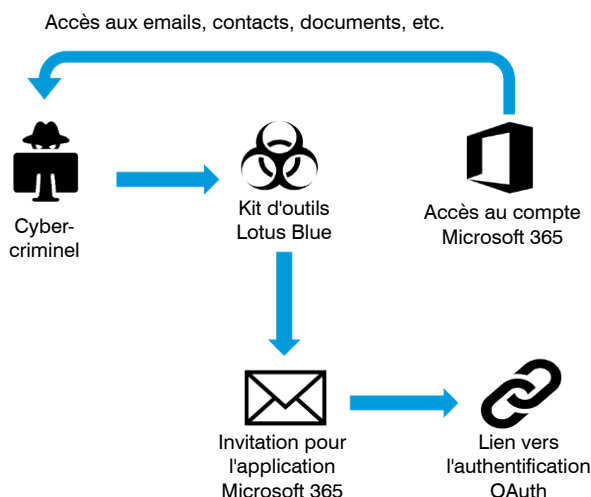 Accès aux emails, contacts, documents, etc.
Cyber-
criminel
Kit d'outils
Lotus Blue
Accès au compte
Microsoft 365
Invitation pour
l'application
Microsoft 365
Lien vers
l'authentification
OAuth